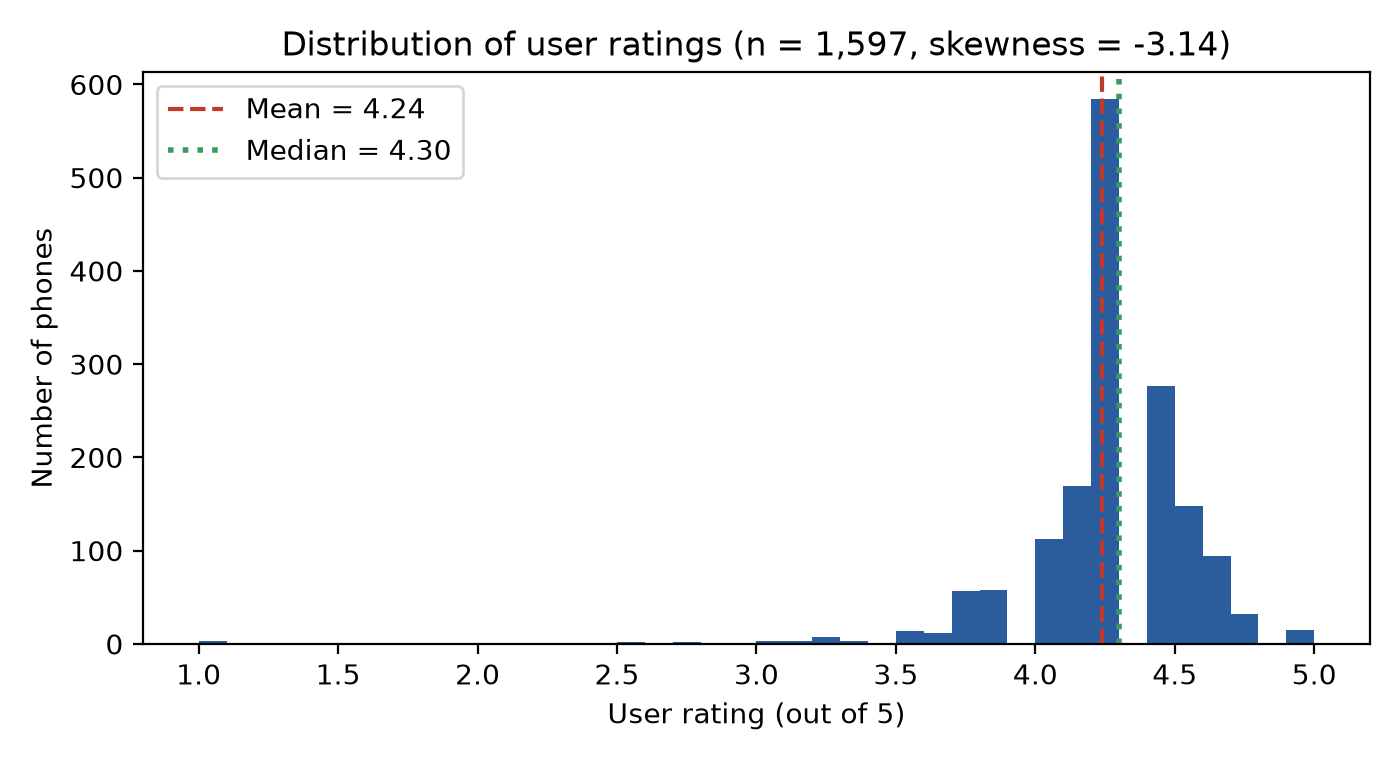 Distribution of user ratings (n = 1,597, skewness = -3.14)
Mean = 4.24
Median = 4.30
Number of phones
600
500
400
300
200
100
0
1.0 1.5 2.0 2.5 3.0 3.5 4.0 4.5 5.0
User rating (out of 5)